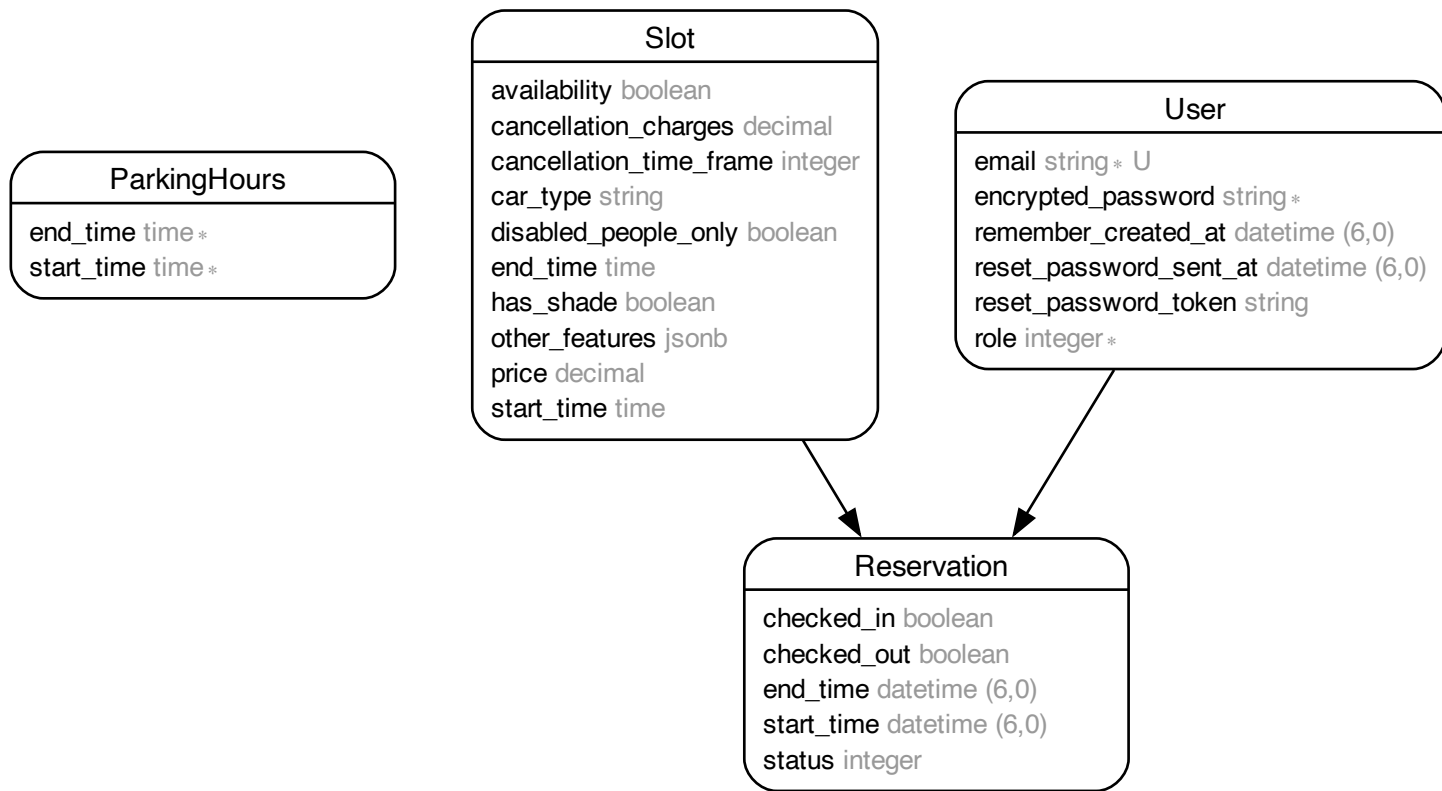 ParkingHours
end_time time *
start_time time *
Slot
availability boolean
cancellation_charges decimal
cancellation_time_frame integer
car_type string
disabled_people_only boolean
end_time time
has_shade boolean
other_features jsonb
price decimal
start_time time
User
email string * U
encrypted_password string *
remember_created_at datetime (6,0)
reset_password_sent_at datetime (6,0)
reset_password_token string
role integer *
Reservation
checked_in boolean
checked_out boolean
end_time datetime (6,0)
start_time datetime (6,0)
status integer